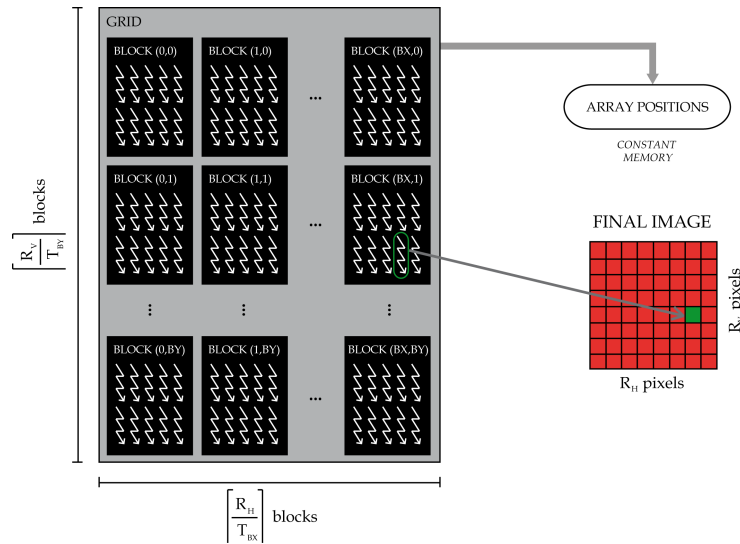 GRID
BLOCK (0,0) BLOCK (1,0) ... BLOCK (BX,0)
ARRAY POSITIONS
CONSTANT
MEMORY
BLOCK (0,1) BLOCK (1,1) ... BLOCK (BX,1)
FINAL IMAGE
R_V / T_BY blocks
R_V pixels
R_H pixels
... ... ...
BLOCK (0,BY) BLOCK (1,BY) ... BLOCK (BX,BY)
R_H / T_BX blocks